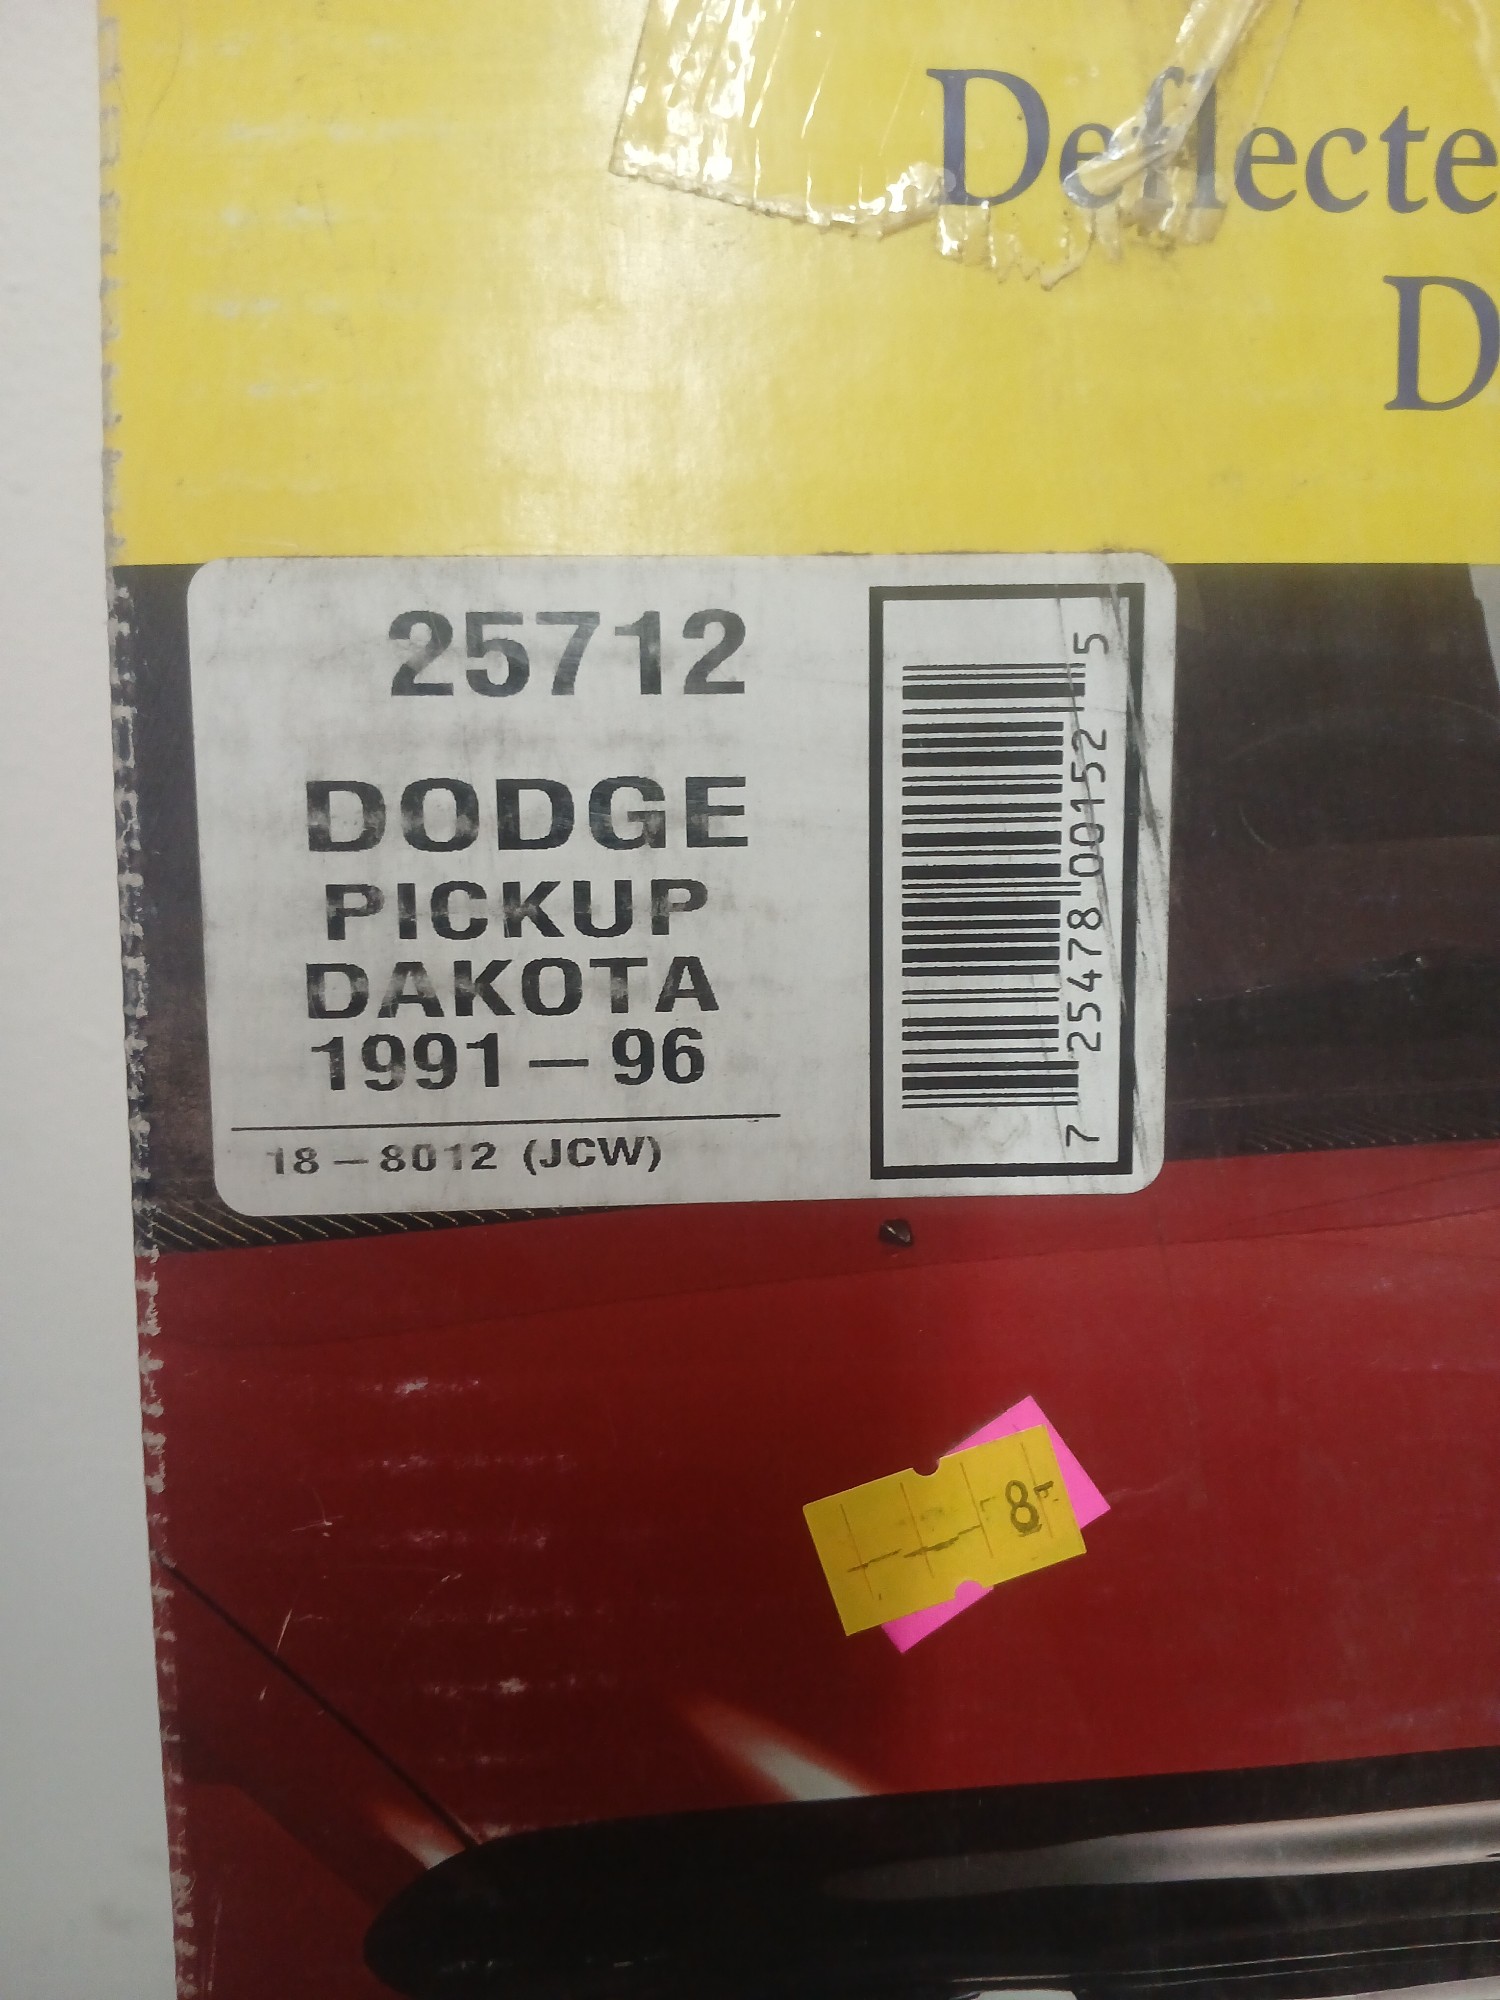 Deflecte
D
25712
DODGE
PICKUP
DAKOTA
1991-96
18-8012 (JCW)
7 25478 00152 5
8